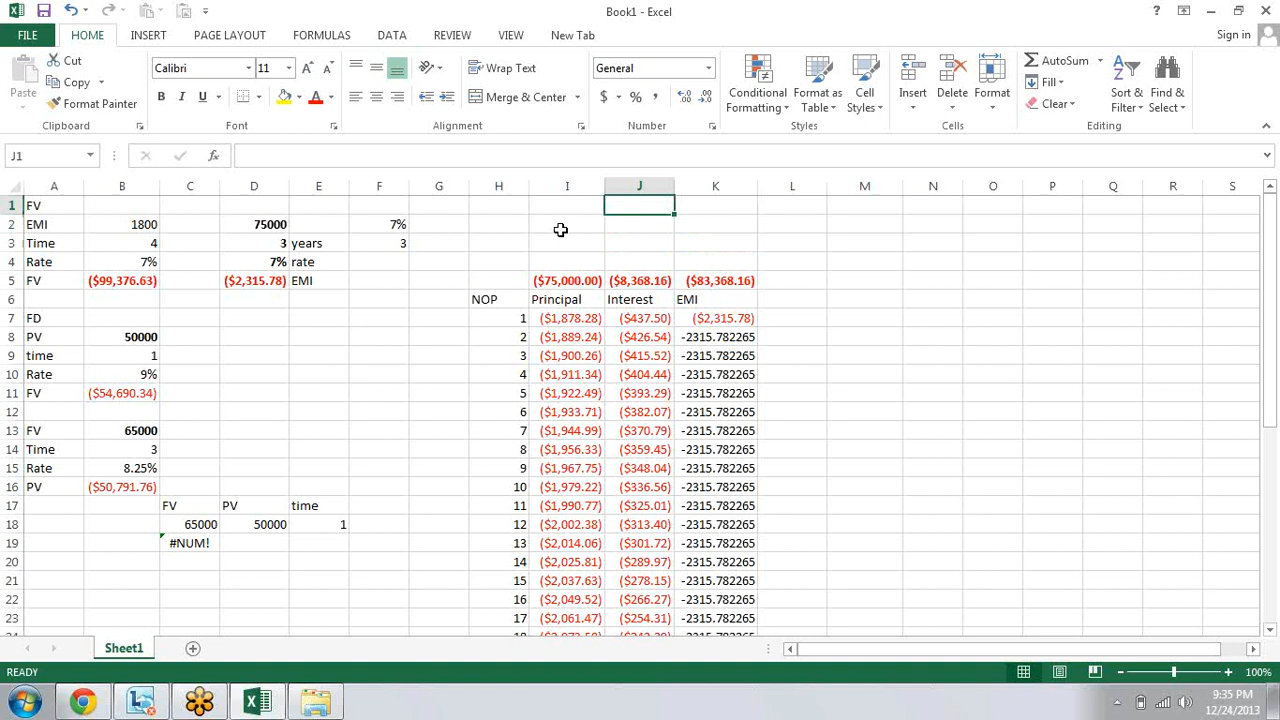 Book1 - Excel
FILE HOME INSERT PAGE LAYOUT FORMULAS DATA REVIEW VIEW New Tab Sign in
Cut
Copy
Format Painter
Paste
Clipboard
Calibri 11
B I U
Font
Wrap Text
Merge & Center
Alignment
General
$ % ,
Number
Conditional Formatting
Format as Table
Cell Styles
Styles
Insert
Delete
Format
Cells
AutoSum
Fill
Clear
Sort & Filter
Find & Select
Editing
J1
A B C D E F G H I J K L M N O P Q R S
1 FV
2 EMI 1800 75000 7%
3 Time 4 3 years 3
4 Rate 7% 7% rate
5 FV ($99,376.63) ($2,315.78) EMI ($75,000.00) ($8,368.16) ($83,368.16)
6 NOP Principal Interest EMI
7 FD 1 ($1,878.28) ($437.50) ($2,315.78)
8 PV 50000 2 ($1,889.24) ($426.54) -2315.782265
9 time 1 3 ($1,900.26) ($415.52) -2315.782265
10 Rate 9% 4 ($1,911.34) ($404.44) -2315.782265
11 FV ($54,690.34) 5 ($1,922.49) ($393.29) -2315.782265
12 6 ($1,933.71) ($382.07) -2315.782265
13 FV 65000 7 ($1,944.99) ($370.79) -2315.782265
14 Time 3 8 ($1,956.33) ($359.45) -2315.782265
15 Rate 8.25% 9 ($1,967.75) ($348.04) -2315.782265
16 PV ($50,791.76) 10 ($1,979.22) ($336.56) -2315.782265
17 FV PV time 11 ($1,990.77) ($325.01) -2315.782265
18 65000 50000 1 12 ($2,002.38) ($313.40) -2315.782265
19 #NUM! 13 ($2,014.06) ($301.72) -2315.782265
20 14 ($2,025.81) ($289.97) -2315.782265
21 15 ($2,037.63) ($278.15) -2315.782265
22 16 ($2,049.52) ($266.27) -2315.782265
23 17 ($2,061.47) ($254.31) -2315.782265
Sheet1
READY 100%
9:35 PM
12/24/2013